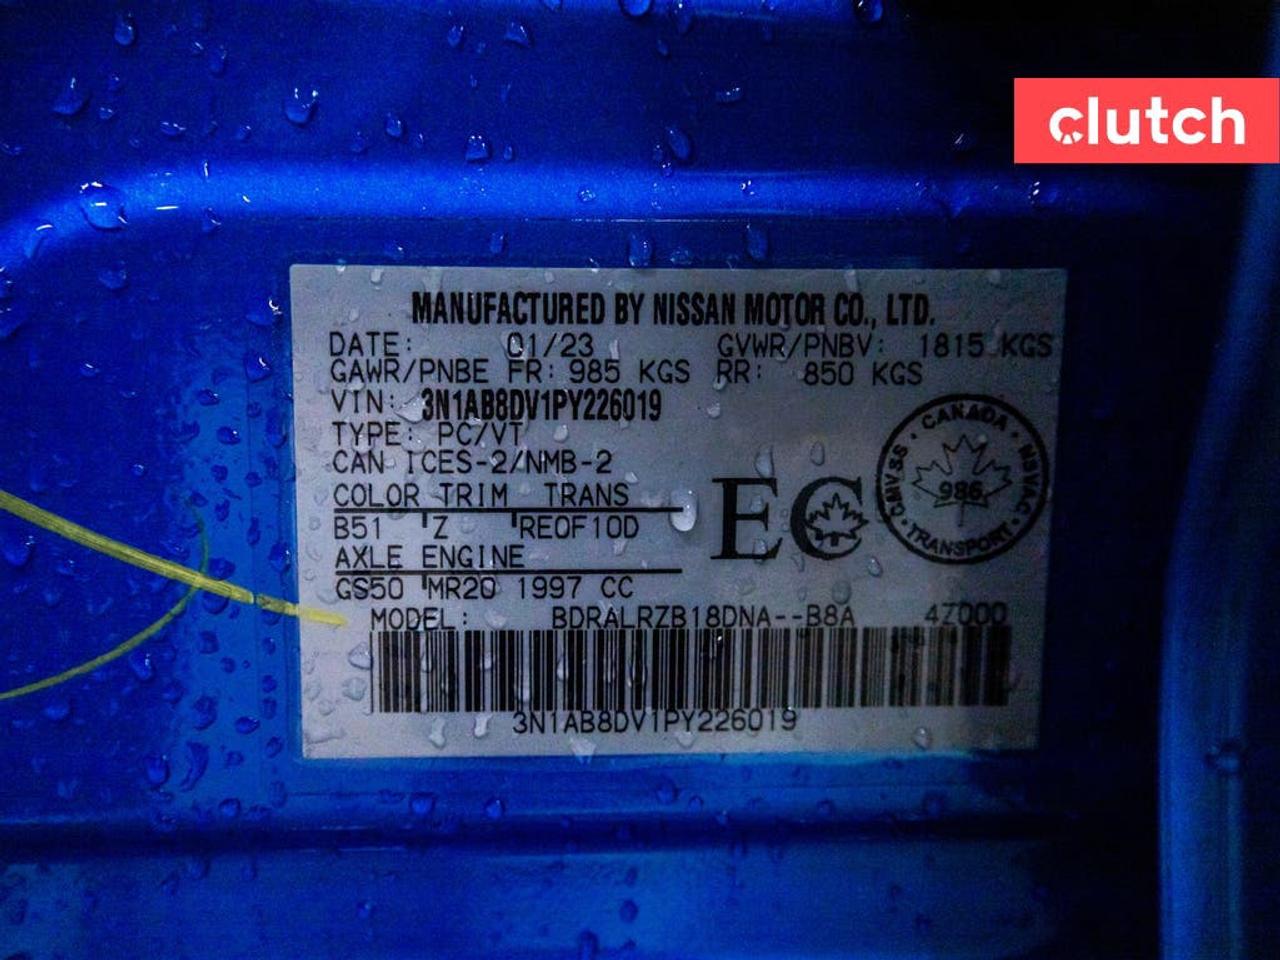 clutch
MANUFACTURED BY NISSAN MOTOR CO., LTD.
DATE: 01/23 GVWR/PNBV: 1815 KGS
GAWR/PNBE FR: 985 KGS RR: 850 KGS
VIN: 3N1AB8DV1PY226019
TYPE: PC/VT
CAN ICES-2/NMB-2
COLOR TRIM TRANS
B51 Z RE0F10D
AXLE ENGINE
GS50 MR20 1997 CC
EC
CANADA · NSVAC · TRANSPORT · CMVSS ·
986
MODEL: BDRALRZB18DNA--B8A 4Z000
3N1AB8DV1PY226019